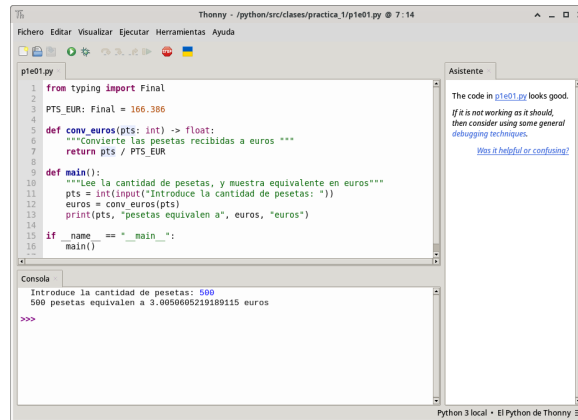 Thonny - /python/src/clases/practica_1/p1e01.py @ 7:14
Fichero Editar Visualizar Ejecutar Herramientas Ayuda
STOP
p1e01.py
1 from typing import Final
2
3 PTS_EUR: Final = 166.386
4
5 def conv_euros(pts: int) -> float:
6     """Convierte las pesetas recibidas a euros """
7     return pts / PTS_EUR
8
9 def main():
10     """Lee la cantidad de pesetas, y muestra equivalente en euros"""
11     pts = int(input("Introduce la cantidad de pesetas: "))
12     euros = conv_euros(pts)
13     print(pts, "pesetas equivalen a", euros, "euros")
14
15 if __name__ == "__main__":
16     main()
Asistente
The code in p1e01.py looks good.
If it is not working as it should,
then consider using some general
debugging techniques.
Was it helpful or confusing?
Consola
Introduce la cantidad de pesetas: 500
500 pesetas equivalen a 3.0050605219189115 euros
>>>
Python 3 local • El Python de Thonny